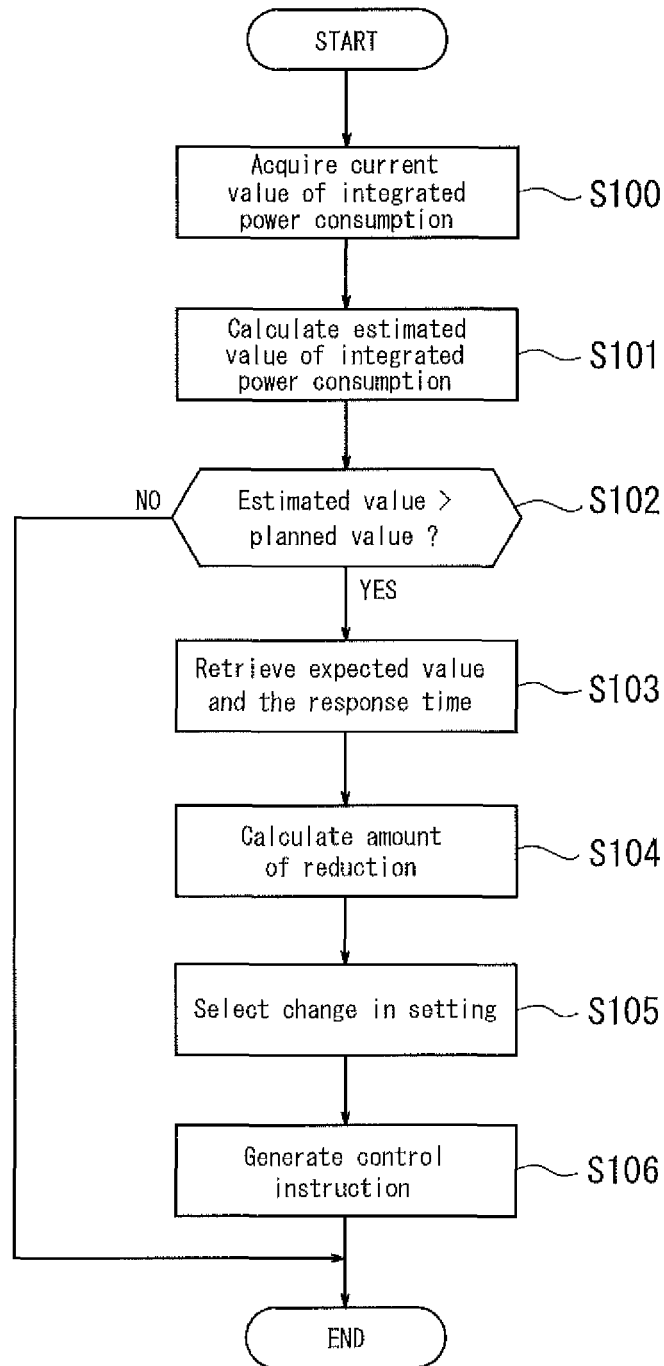 START
Acquire current
value of integrated
power consumption
S100
Calculate estimated
value of integrated
power consumption
S101
Estimated value >
planned value ?
S102
NO
YES
Retrieve expected value
and the response time
S103
Calculate amount
of reduction
S104
Select change in setting
S105
Generate control
instruction
S106
END